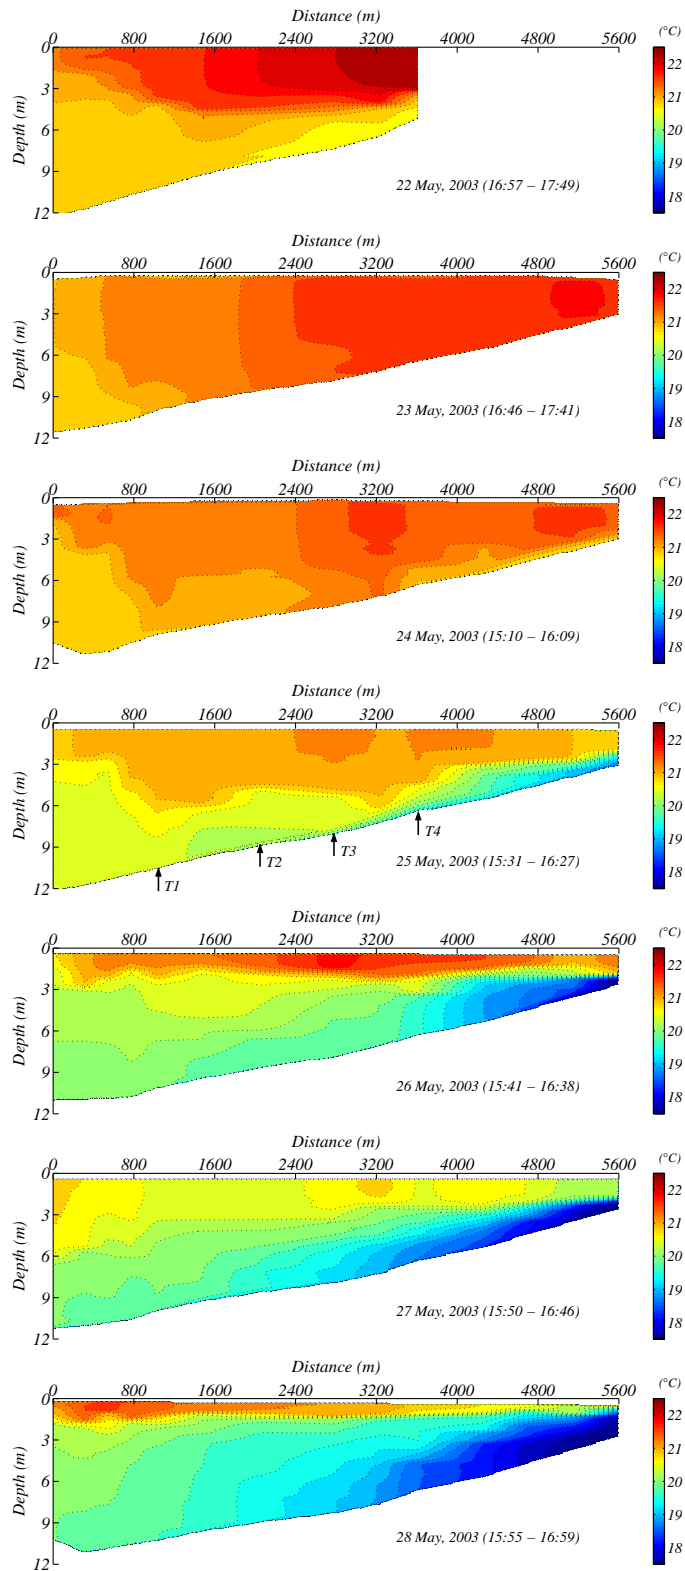 Distance (m)
(°C)
0 800 1600 2400 3200 4000 4800 5600
0
3
6
9
12
Depth (m)
22
21
20
19
18
22 May, 2003 (16:57 – 17:49)
Distance (m)
(°C)
0 800 1600 2400 3200 4000 4800 5600
0
3
6
9
12
Depth (m)
22
21
20
19
18
23 May, 2003 (16:46 – 17:41)
Distance (m)
(°C)
0 800 1600 2400 3200 4000 4800 5600
0
3
6
9
12
Depth (m)
22
21
20
19
18
24 May, 2003 (15:10 – 16:09)
Distance (m)
(°C)
0 800 1600 2400 3200 4000 4800 5600
0
3
6
9
12
Depth (m)
22
21
20
19
18
T1
T2
T3
T4
25 May, 2003 (15:31 – 16:27)
Distance (m)
(°C)
0 800 1600 2400 3200 4000 4800 5600
0
3
6
9
12
Depth (m)
22
21
20
19
18
26 May, 2003 (15:41 – 16:38)
Distance (m)
(°C)
0 800 1600 2400 3200 4000 4800 5600
0
3
6
9
12
Depth (m)
22
21
20
19
18
27 May, 2003 (15:50 – 16:46)
Distance (m)
(°C)
0 800 1600 2400 3200 4000 4800 5600
0
3
6
9
12
Depth (m)
22
21
20
19
18
28 May, 2003 (15:55 – 16:59)